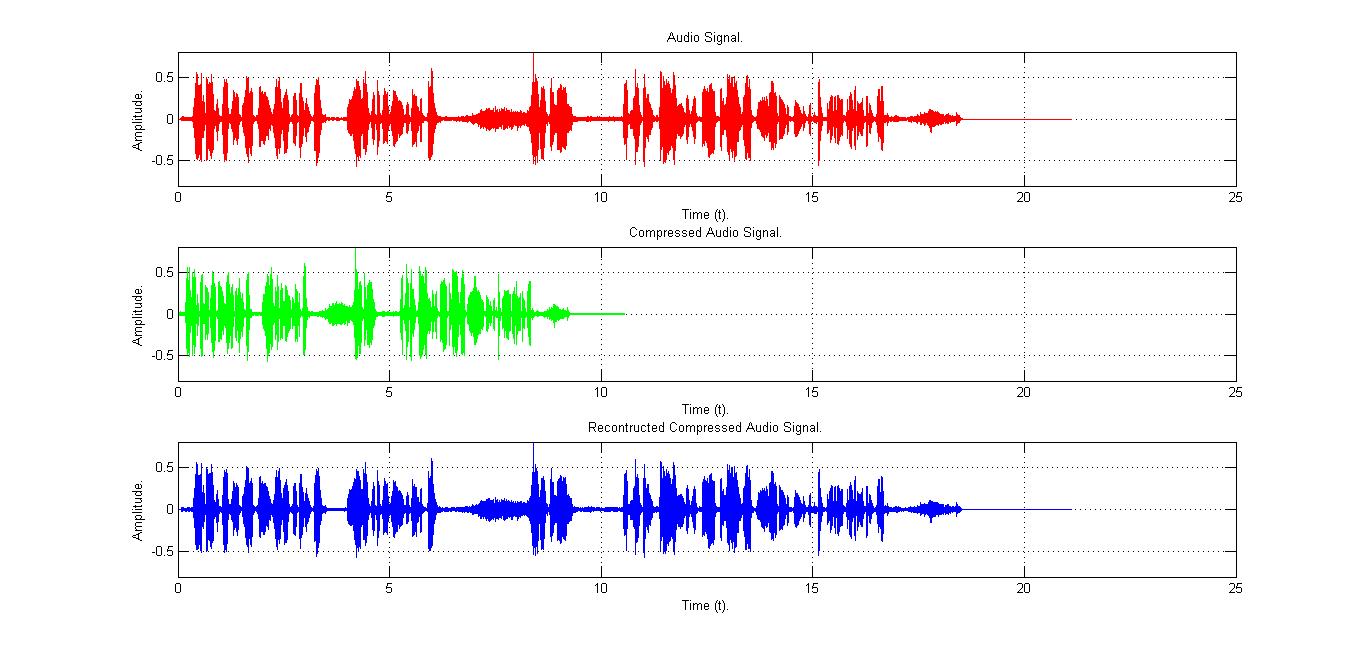 Audio Signal.
0.5
0
-0.5
Amplitude.
0 5 10 15 20 25
Time (t).
Compressed Audio Signal.
0.5
0
-0.5
Amplitude.
0 5 10 15 20 25
Time (t).
Recontructed Compressed Audio Signal.
0.5
0
-0.5
Amplitude.
0 5 10 15 20 25
Time (t).